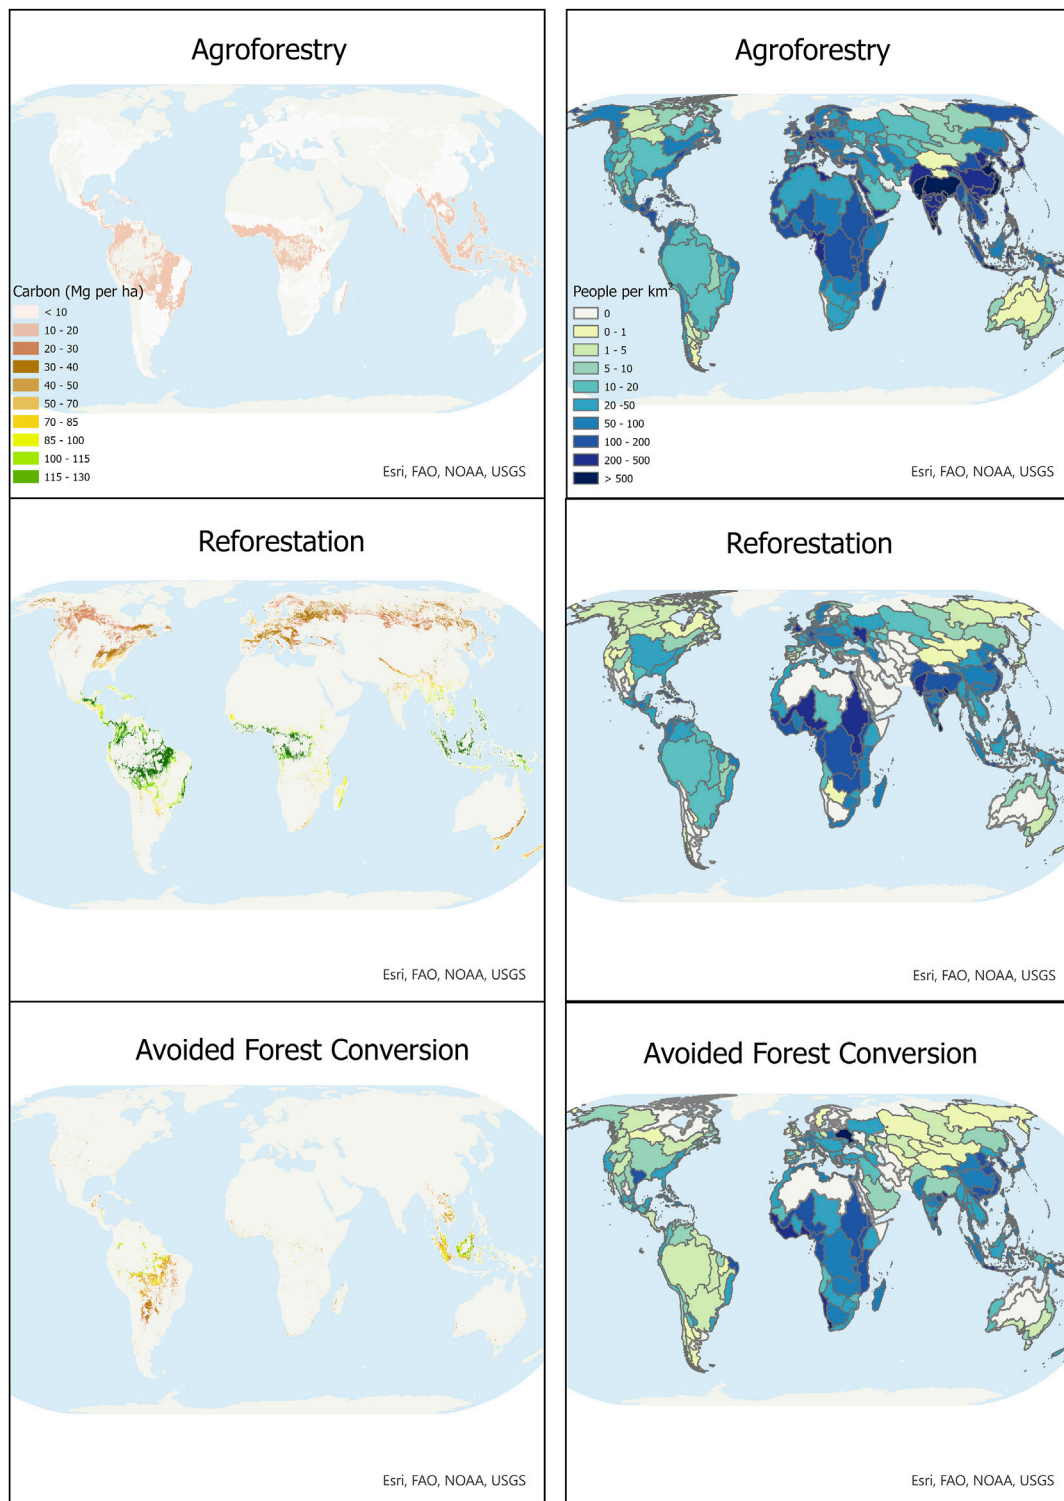 Agroforestry
Carbon (Mg per ha)
< 10
10 - 20
20 - 30
30 - 40
40 - 50
50 - 70
70 - 85
85 - 100
100 - 115
115 - 130
Esri, FAO, NOAA, USGS
Agroforestry
People per km²
0
0 - 1
1 - 5
5 - 10
10 - 20
20 -50
50 - 100
100 - 200
200 - 500
> 500
Esri, FAO, NOAA, USGS
Reforestation
Esri, FAO, NOAA, USGS
Reforestation
Esri, FAO, NOAA, USGS
Avoided Forest Conversion
Esri, FAO, NOAA, USGS
Avoided Forest Conversion
Esri, FAO, NOAA, USGS